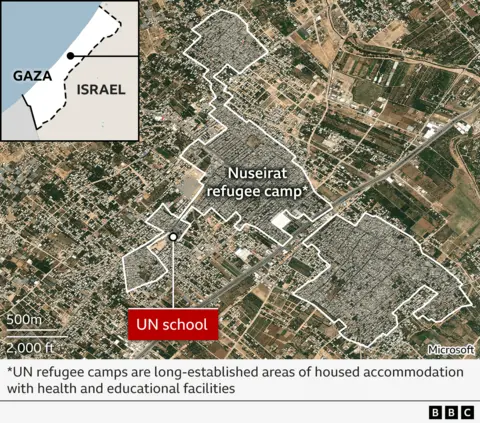 GAZA
ISRAEL
Nuseirat
refugee camp*
UN school
500m
2,000 ft
Microsoft
*UN refugee camps are long-established areas of housed accommodation
with health and educational facilities
BBC